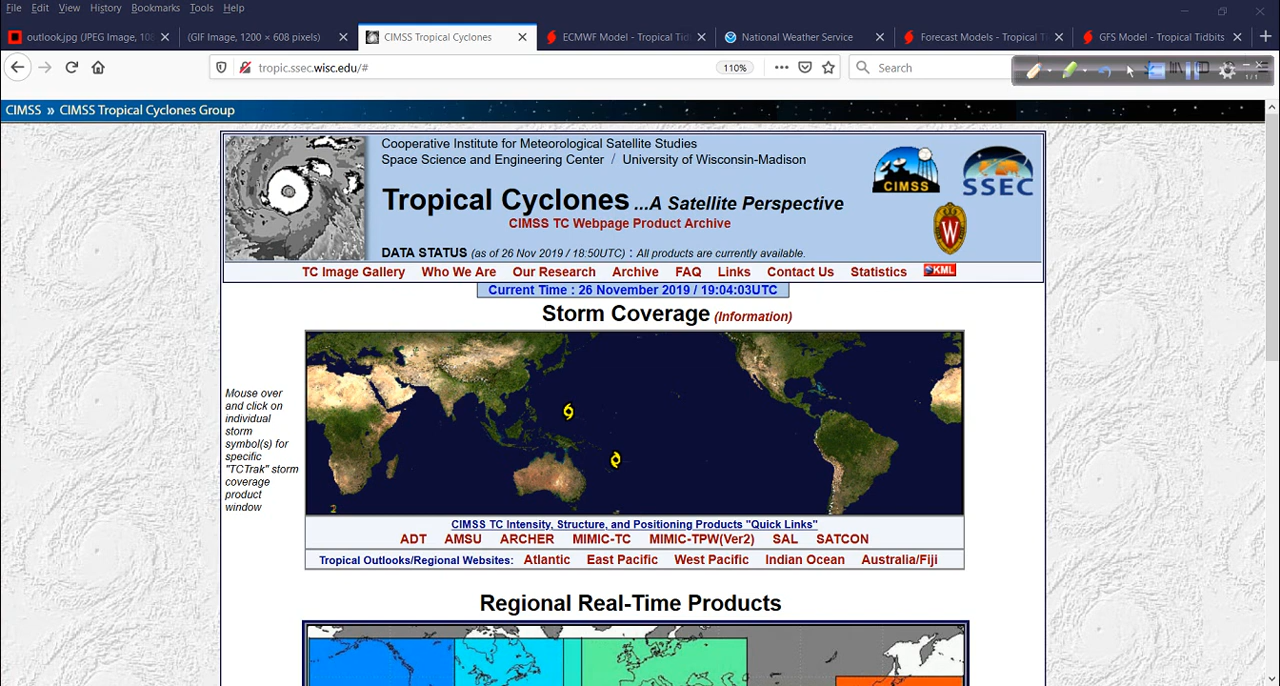 File Edit View History Bookmarks Tools Help
outlook.jpg (JPEG Image, 108
(GIF Image, 1200 × 608 pixels)
CIMSS Tropical Cyclones
ECMWF Model - Tropical Tid
National Weather Service
Forecast Models - Tropical T
GFS Model - Tropical Tidbits
tropic.ssec.wisc.edu/#
110%
Search
1/1
CIMSS » CIMSS Tropical Cyclones Group
Cooperative Institute for Meteorological Satellite Studies
Space Science and Engineering Center / University of Wisconsin-Madison
Tropical Cyclones ...A Satellite Perspective
CIMSS TC Webpage Product Archive
DATA STATUS (as of 26 Nov 2019 / 18:50UTC) : All products are currently available.
CIMSS
SSEC
W
TC Image Gallery Who We Are Our Research Archive FAQ Links Contact Us Statistics KML
Current Time : 26 November 2019 / 19:04:03UTC
Storm Coverage (Information)
Mouse over
and click on
individual
storm
symbol(s) for
specific
"TCTrak" storm
coverage
product
window
2
CIMSS TC Intensity, Structure, and Positioning Products "Quick Links"
ADT AMSU ARCHER MIMIC-TC MIMIC-TPW(Ver2) SAL SATCON
Tropical Outlooks/Regional Websites: Atlantic East Pacific West Pacific Indian Ocean Australia/Fiji
Regional Real-Time Products